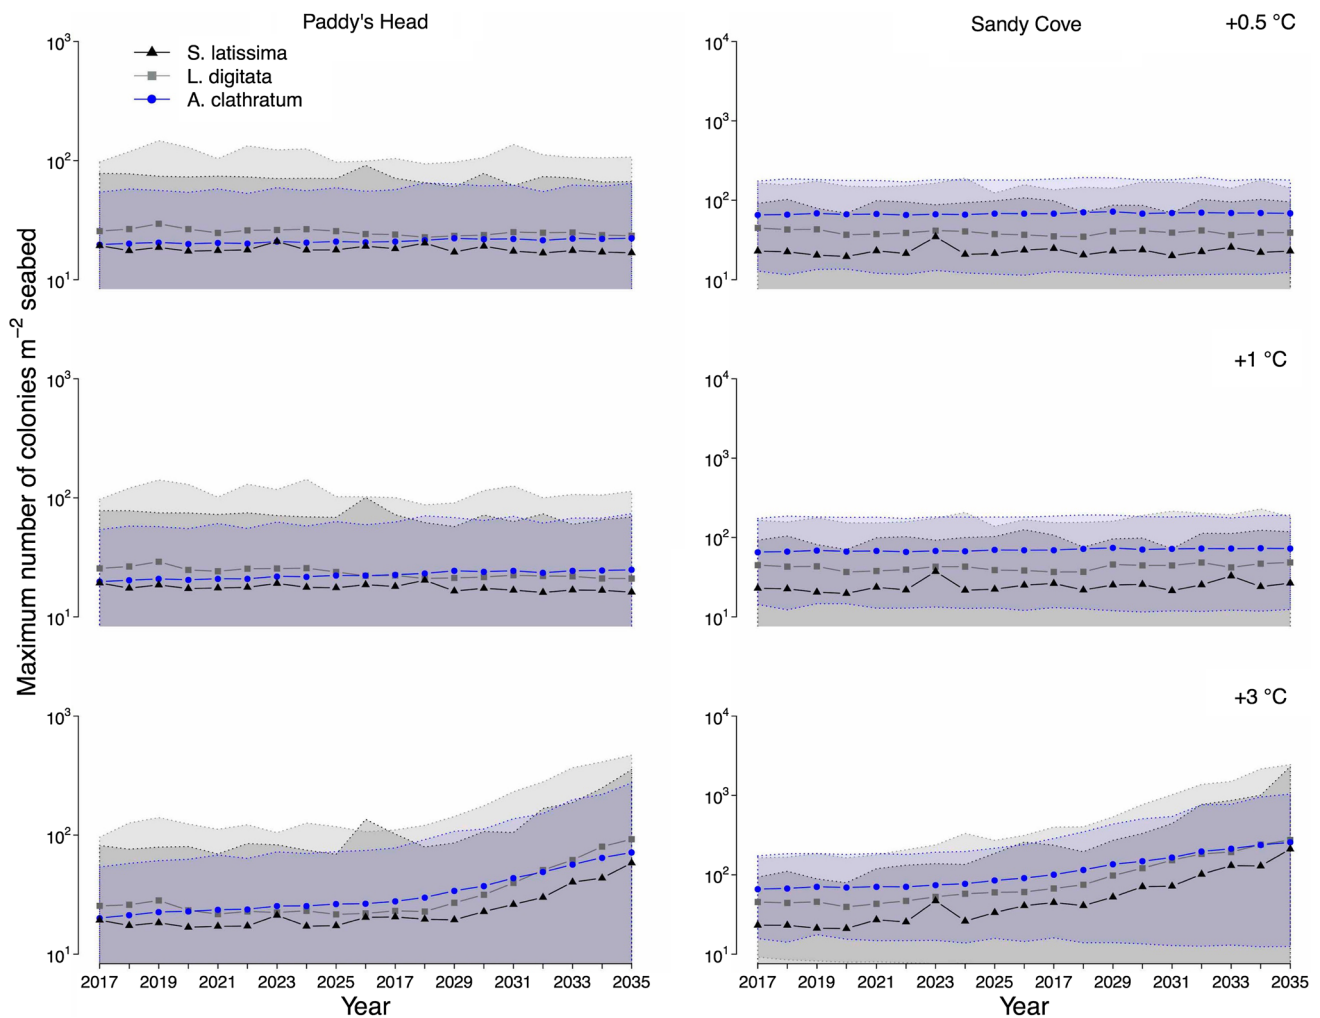 Paddy's Head
Sandy Cove
+0.5 °C
S. latissima
L. digitata
A. clathratum
10³
10²
10¹
10⁴
10³
10²
10¹
+1 °C
10³
10²
10¹
10⁴
10³
10²
10¹
+3 °C
10³
10²
10¹
10⁴
10³
10²
10¹
Maximum number of colonies m⁻² seabed
2017 2019 2021 2023 2025 2027 2029 2031 2033 2035
Year
2017 2019 2021 2023 2025 2027 2029 2031 2033 2035
Year